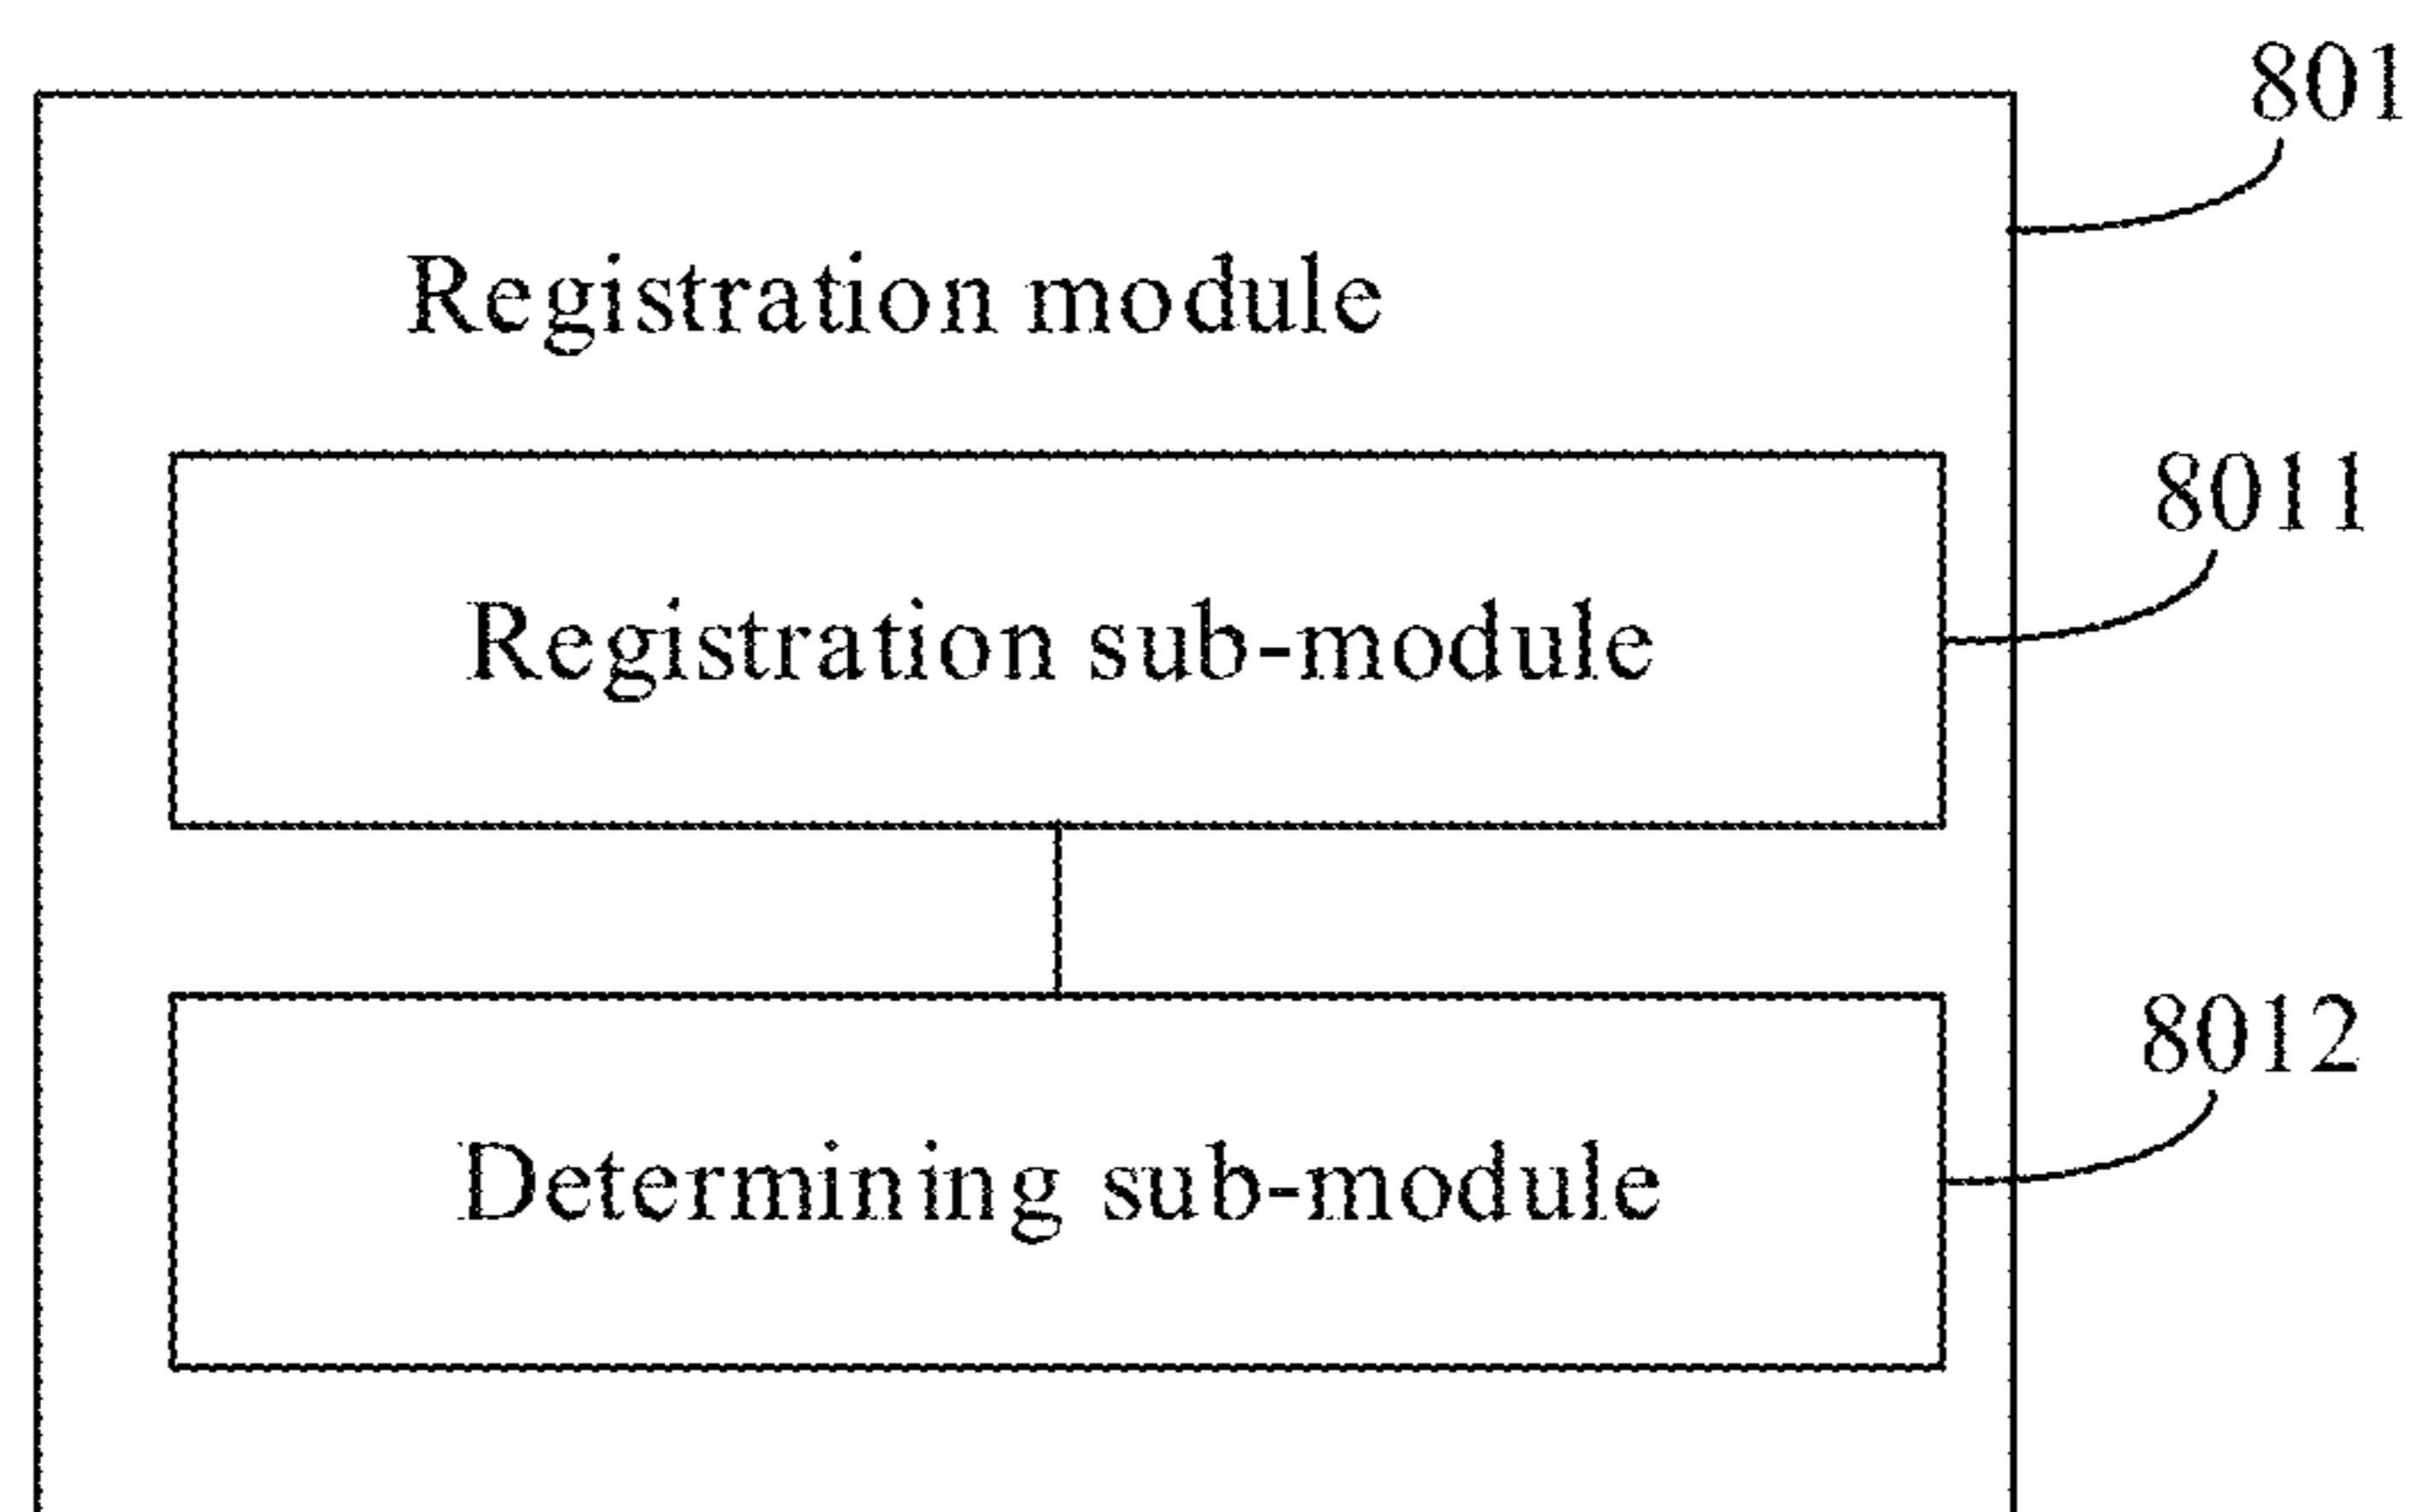 801
Registration module
8011
Registration sub-module
8012
Determining sub-module